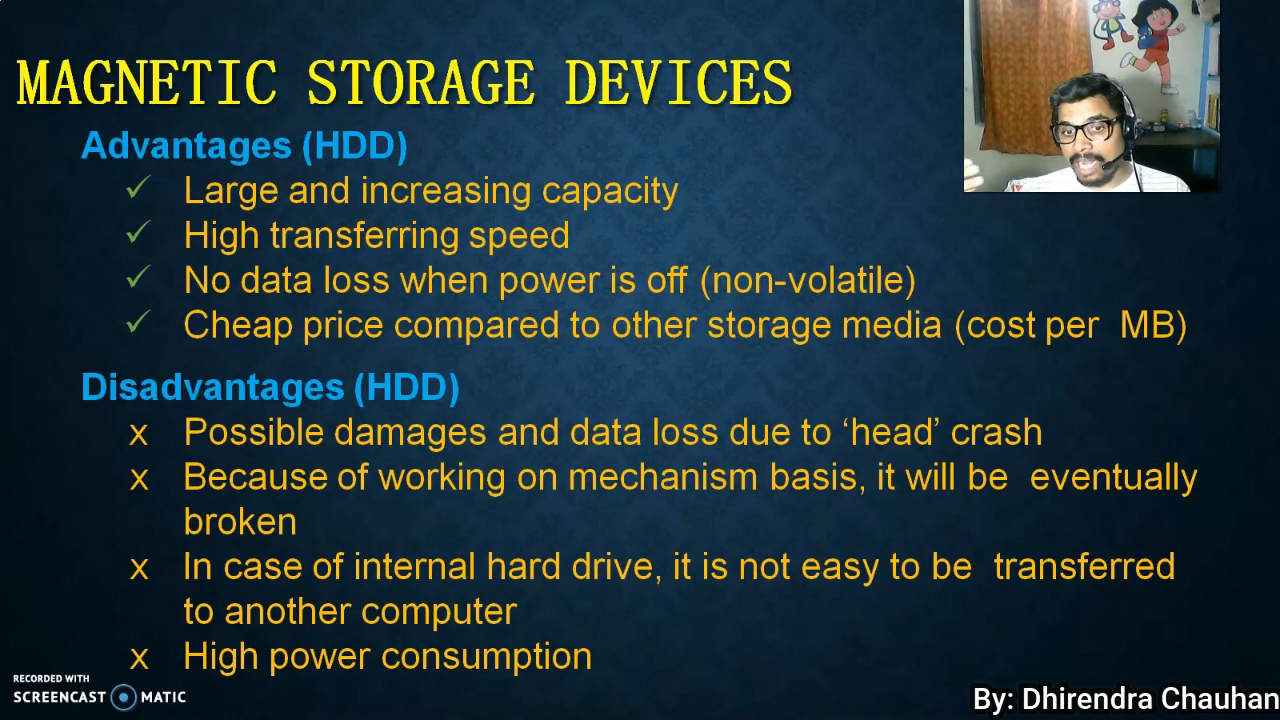 MAGNETIC STORAGE DEVICES
Advantages (HDD)
✓ Large and increasing capacity
✓ High transferring speed
✓ No data loss when power is off (non-volatile)
✓ Cheap price compared to other storage media (cost per MB)
Disadvantages (HDD)
x Possible damages and data loss due to ‘head’ crash
x Because of working on mechanism basis, it will be eventually
broken
x In case of internal hard drive, it is not easy to be transferred
to another computer
x High power consumption
RECORDED WITH
SCREENCAST MATIC
By: Dhirendra Chauhan